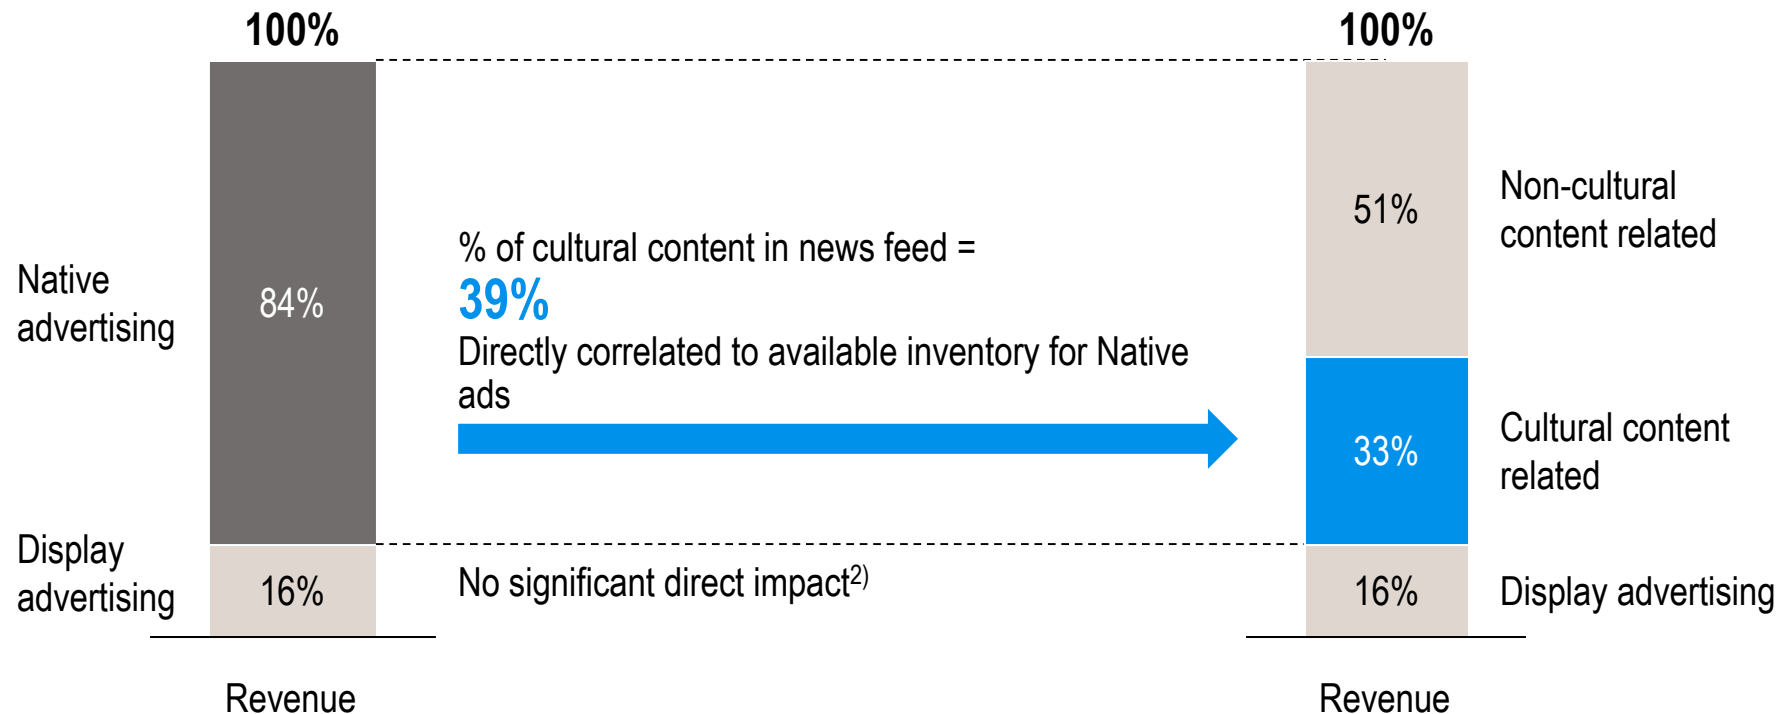 100%
100%
Native
advertising
84%
% of cultural content in news feed =
39%
Directly correlated to available inventory for Native
ads
51%
Non-cultural
content related
33%
Cultural content
related
Display
advertising
16%
No significant direct impact2)
16%
Display advertising
Revenue
Revenue